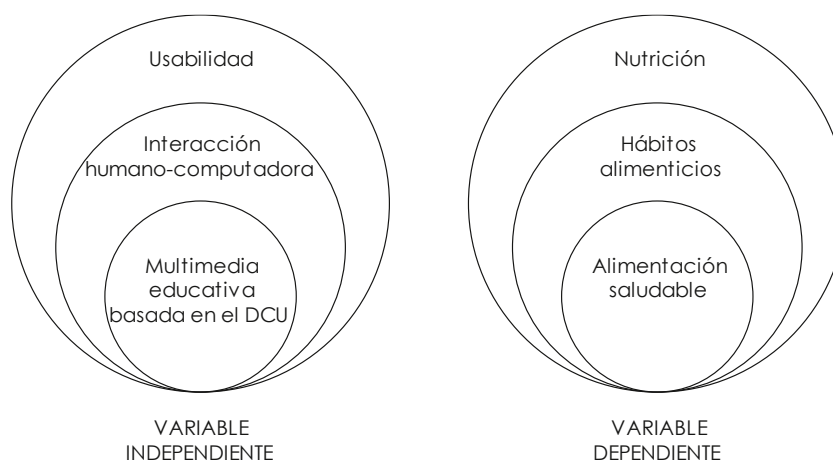 Usabilidad
Interacción
humano-computadora
Multimedia
educativa
basada en el DCU
VARIABLE
INDEPENDIENTE
Nutrición
Hábitos
alimenticios
Alimentación
saludable
VARIABLE
DEPENDIENTE